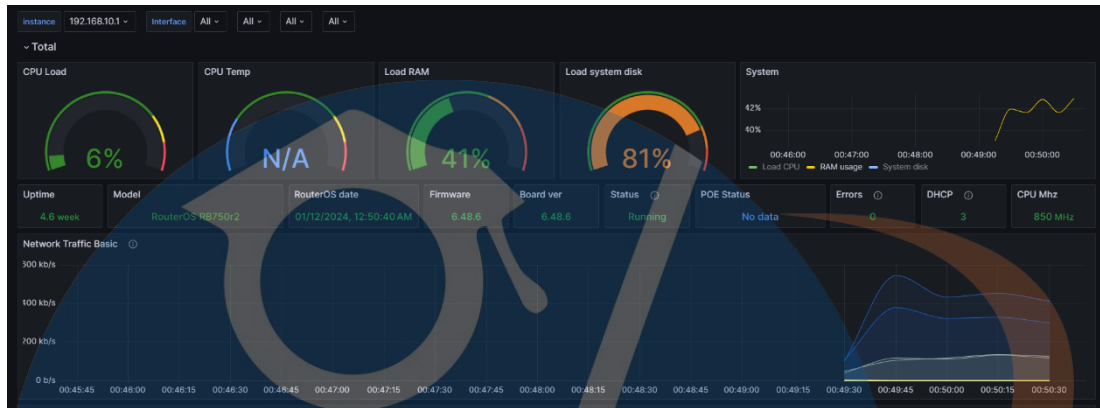 instance 192.168.10.1 Interface All All All All
Total
CPU Load CPU Temp Load RAM Load system disk System
6% N/A 41% 81%
42%
40%
00:46:00 00:47:00 00:48:00 00:49:00 00:50:00
Load CPU RAM usage System disk
Uptime Model RouterOS date Firmware Board ver Status POE Status Errors DHCP CPU Mhz
4.6 week RouterOS RB750r2 01/12/2024, 12:50:40 AM 6.48.6 6.48.6 Running No data 0 3 850 MHz
Network Traffic Basic
600 kb/s
400 kb/s
200 kb/s
0 b/s
00:45:45 00:46:00 00:46:15 00:46:30 00:46:45 00:47:00 00:47:15 00:47:30 00:47:45 00:48:00 00:48:15 00:48:30 00:48:45 00:49:00 00:49:15 00:49:30 00:49:45 00:50:00 00:50:15 00:50:30